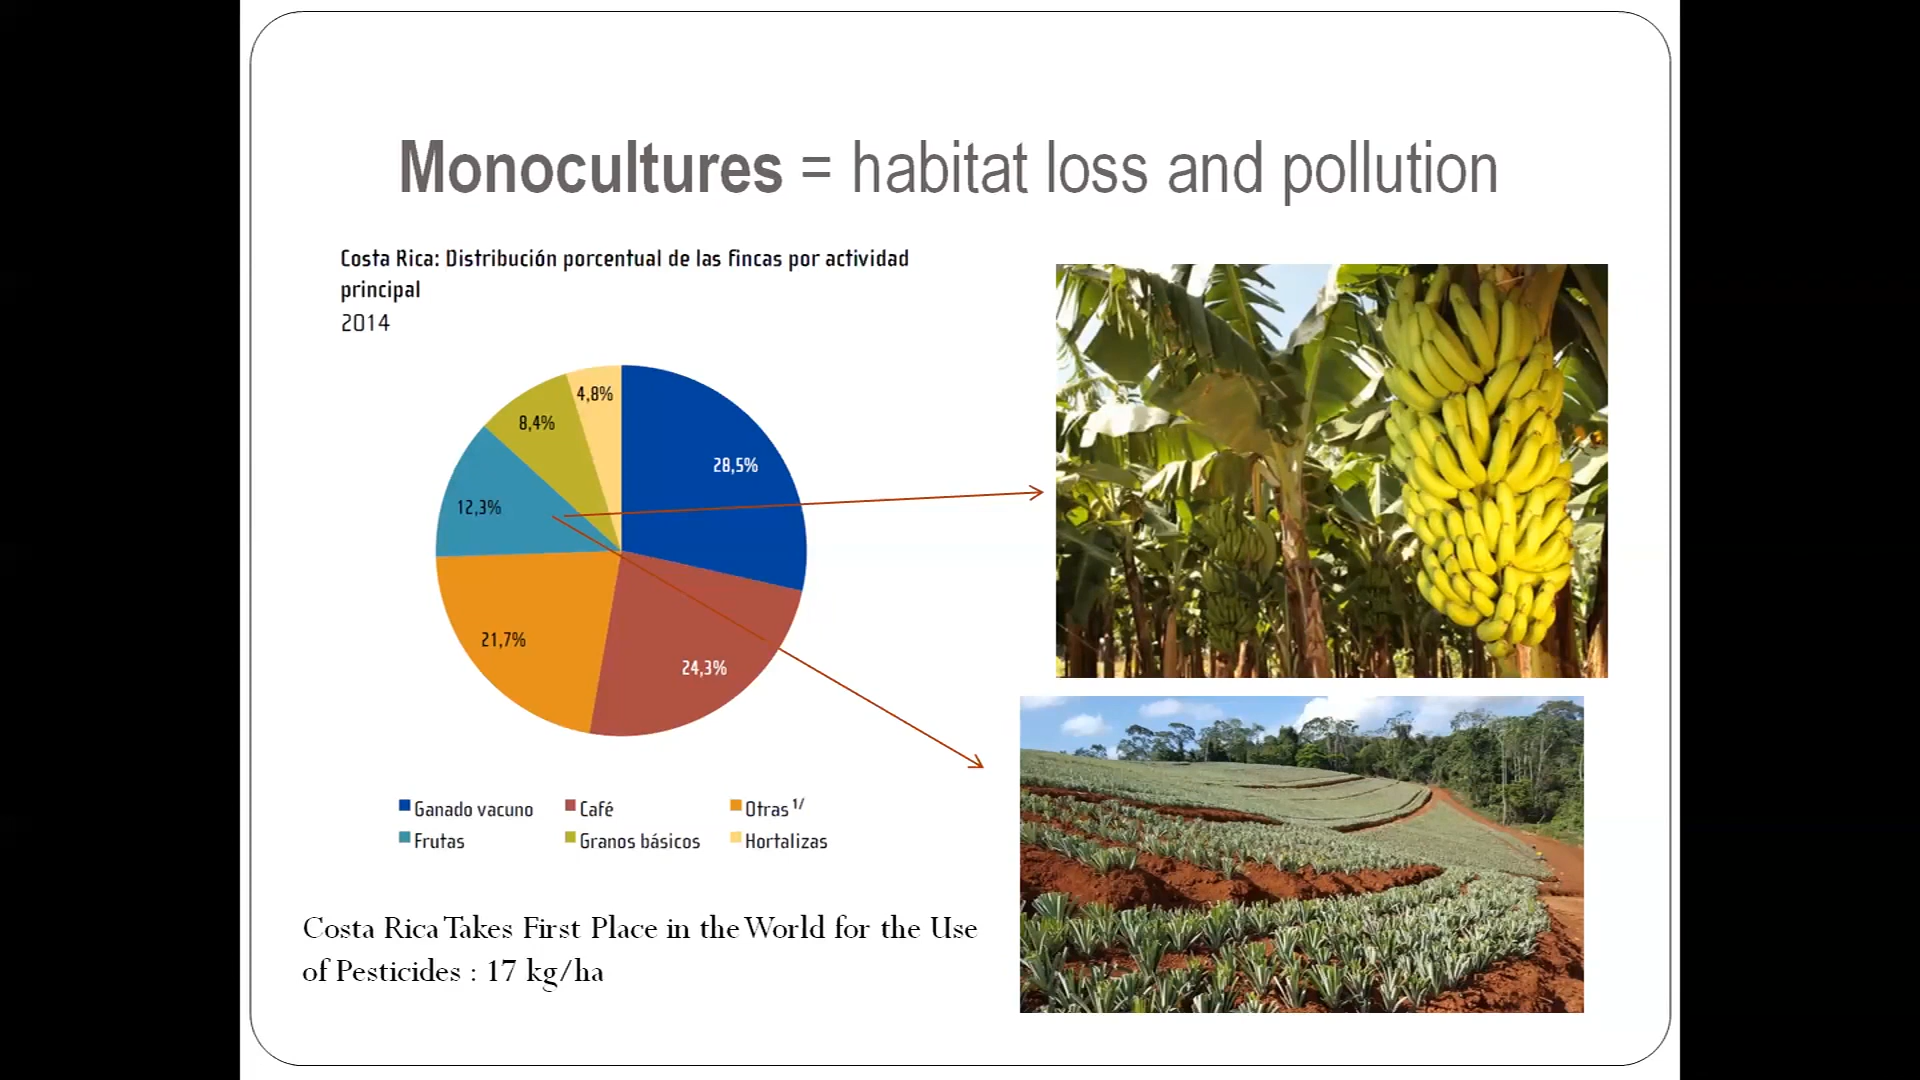 Monocultures = habitat loss and pollution
Costa Rica: Distribución porcentual de las fincas por actividad
principal
2014
4,8%
8,4%
28,5%
12,3%
21,7%
24,3%
Ganado vacuno Café Otras 1/
Frutas Granos básicos Hortalizas
Costa Rica Takes First Place in the World for the Use
of Pesticides : 17 kg/ha